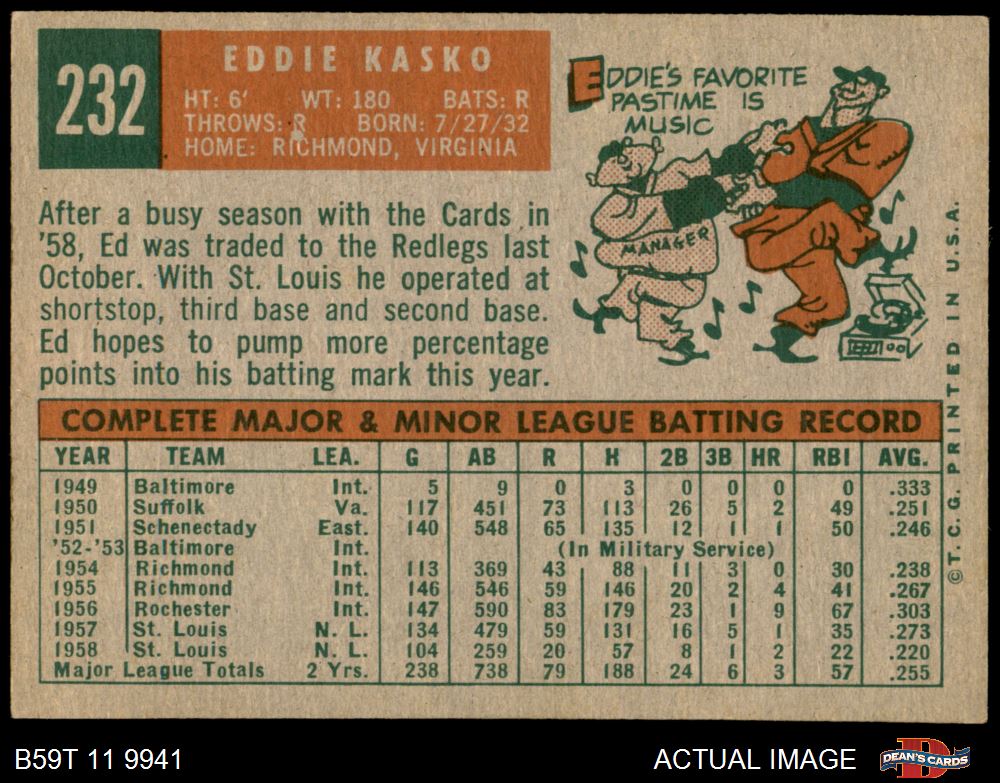 232
EDDIE KASKO
HT: 6' WT: 180 BATS: R
THROWS: R BORN: 7/27/32
HOME: RICHMOND, VIRGINIA
EDDIE'S FAVORITE
PASTIME IS
MUSIC
MANAGER
After a busy season with the Cards in
'58, Ed was traded to the Redlegs last
October. With St. Louis he operated at
shortstop, third base and second base.
Ed hopes to pump more percentage
points into his batting mark this year.
COMPLETE MAJOR & MINOR LEAGUE BATTING RECORD
YEAR TEAM LEA. G AB R H 2B 3B HR RBI AVG.
1949 Baltimore Int. 5 9 0 3 0 0 0 0 .333
1950 Suffolk Va. 117 451 73 113 26 5 2 49 .251
1951 Schenectady East. 140 548 65 135 12 1 1 50 .246
'52-'53 Baltimore Int. (In Military Service)
1954 Richmond Int. 113 369 43 88 11 3 0 30 .238
1955 Richmond Int. 146 546 59 146 20 2 4 41 .267
1956 Rochester Int. 147 590 83 179 23 1 9 67 .303
1957 St. Louis N. L. 134 479 59 131 16 5 1 35 .273
1958 St. Louis N. L. 104 259 20 57 8 1 2 22 .220
Major League Totals 2 Yrs. 238 738 79 188 24 6 3 57 .255
© T. C. G. PRINTED IN U.S.A.
B59T 11 9941
ACTUAL IMAGE
DEAN'S CARDS